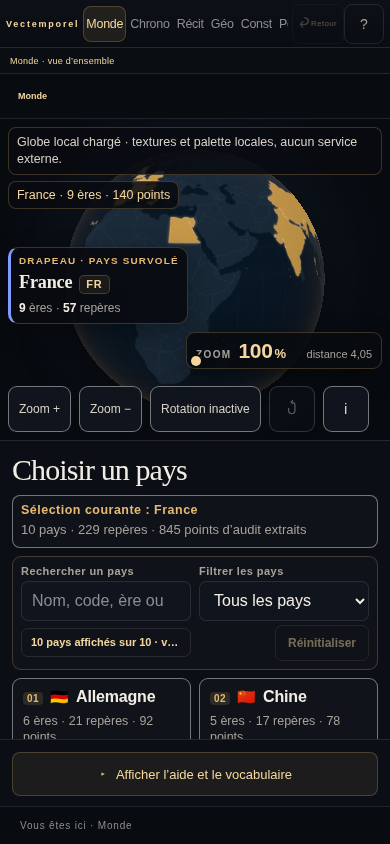 Vectemporel Monde Chrono Récit Géo Const Retour ?
Monde · vue d'ensemble
Monde
Globe local chargé · textures et palette locales, aucun service
externe.
France · 9 ères · 140 points
DRAPEAU · PAYS SURVOLÉ
France FR
9 ères · 57 repères
ZOOM 100% distance 4,05
Zoom + Zoom − Rotation inactive i
Choisir un pays
Sélection courante : France
10 pays · 229 repères · 845 points d'audit extraits
Rechercher un pays Filtrer les pays
Nom, code, ère ou Tous les pays
10 pays affichés sur 10 · v… Réinitialiser
01 Allemagne 02 Chine
6 ères · 21 repères · 92 5 ères · 17 repères · 78
points points
Afficher l'aide et le vocabulaire
Vous êtes ici · Monde